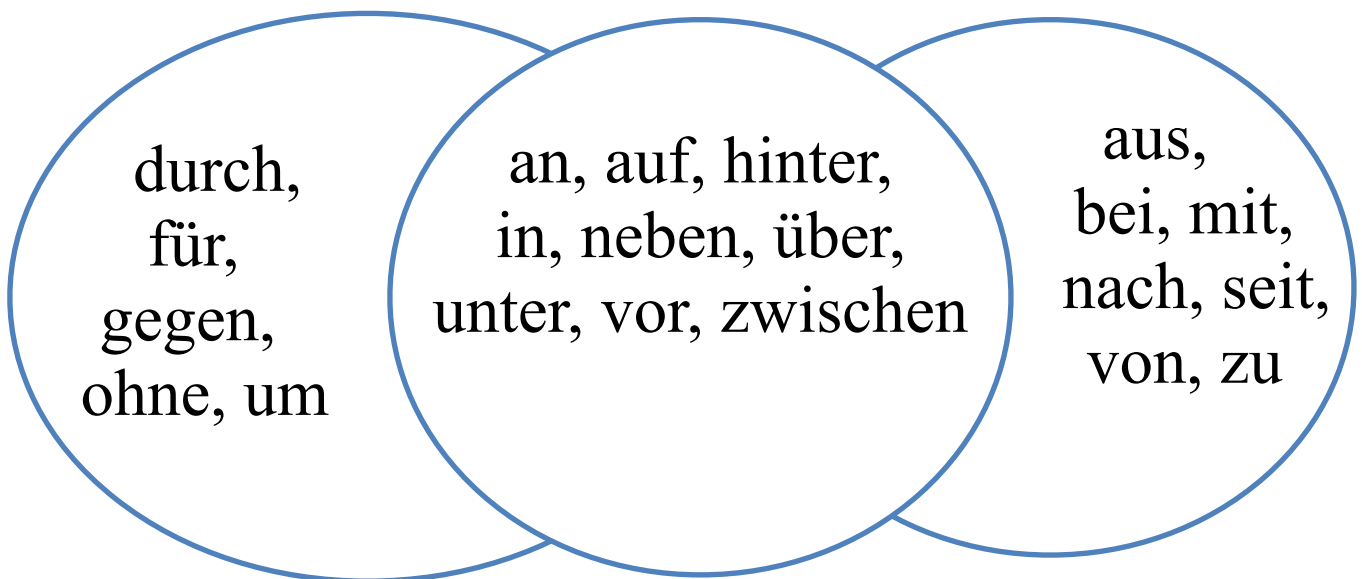 durch,
für,
gegen,
ohne, um
an, auf, hinter,
in, neben, über,
unter, vor, zwischen
aus,
bei, mit,
nach, seit,
von, zu